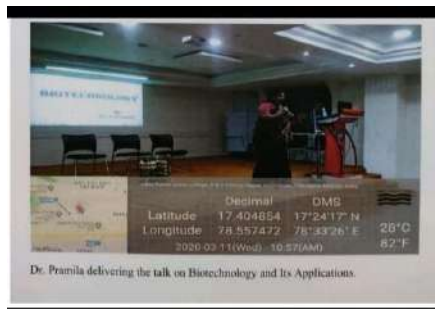 BIOTECHNOLOGY
Decimal DMS
Latitude 17.404854 17°24'17" N
Longitude 78.557472 78°33'26" E
28°C
2020-03-11(Wed) 10:57(AM)
82°F
Dr. Pramila delivering the talk on Biotechnology and Its Applications.